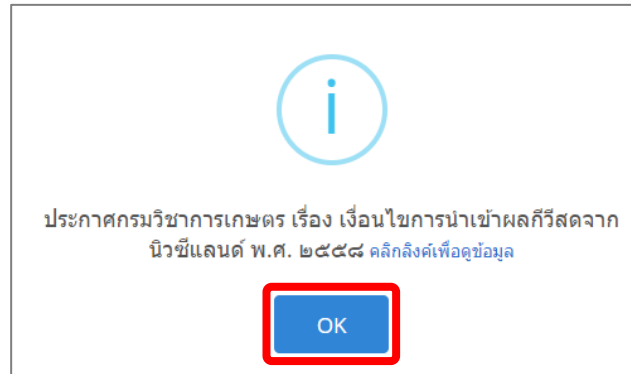 i
ประกาศกรมวิชาการเกษตร เรื่อง เงื่อนไขการนำเข้าผลกีวีสดจาก
นิวซีแลนด์ พ.ศ. ๒๕๕๘ คลิกลิงค์เพื่อดูข้อมูล
OK